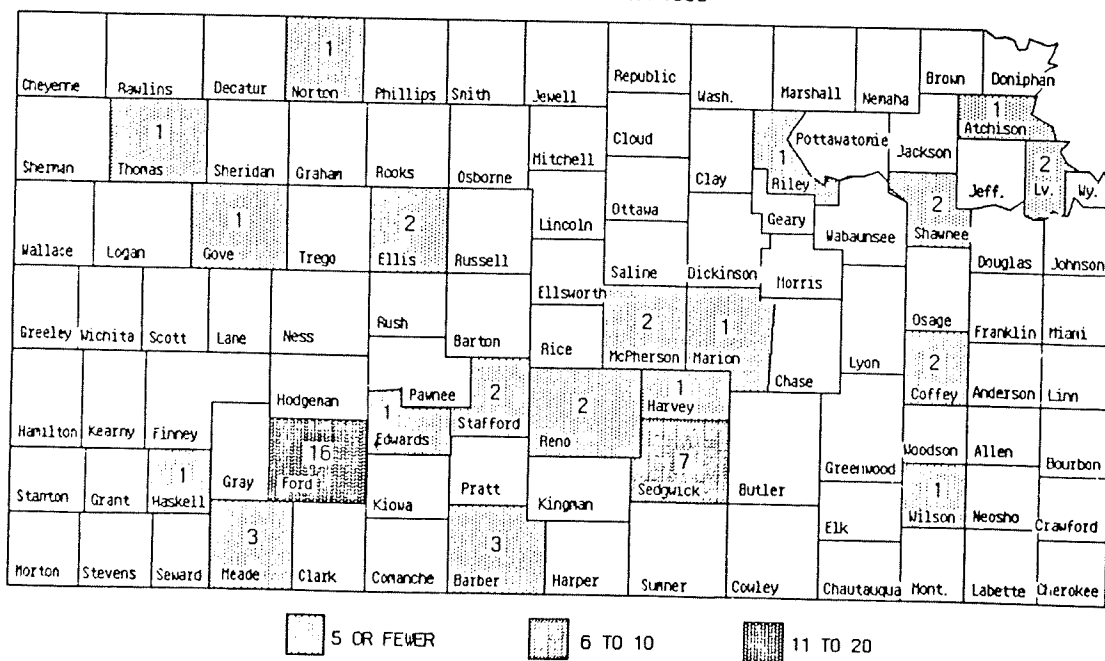 1
Cheyenne Rawlins Decatur Norton Phillips Smith Jewell Republic Wash. Marshall Nemaha Brown Doniphan
1 1 1 2
Sherman Thomas Sheridan Graham Rooks Osborne Mitchell Cloud Clay Riley Pottawatomie Jackson Atchison Jeff. Lv. Wy.
1 2 2
Wallace Logan Gove Trego Ellis Russell Lincoln Ottawa Geary Wabaunsee Shawnee Douglas Johnson
Ellsworth Saline Dickinson Morris Osage
2 1 2
Greeley Wichita Scott Lane Ness Rush Barton Rice McPherson Marion Chase Lyon Coffey Franklin Miami
1 2 2 1
Hamilton Kearny Finney Hodgeman Pawnee Edwards Stafford Reno Harvey Anderson Linn
1 16 7 1
Stanton Grant Haskell Gray Ford Kiowa Pratt Kingman Sedgwick Butler Greenwood Woodson Allen Bourbon
Elk Wilson Neosho Crawford
3 3
Morton Stevens Seward Meade Clark Comanche Barber Harper Sumner Cowley Chautauqua Mont. Labette Cherokee
5 OR FEWER 6 TO 10 11 TO 20